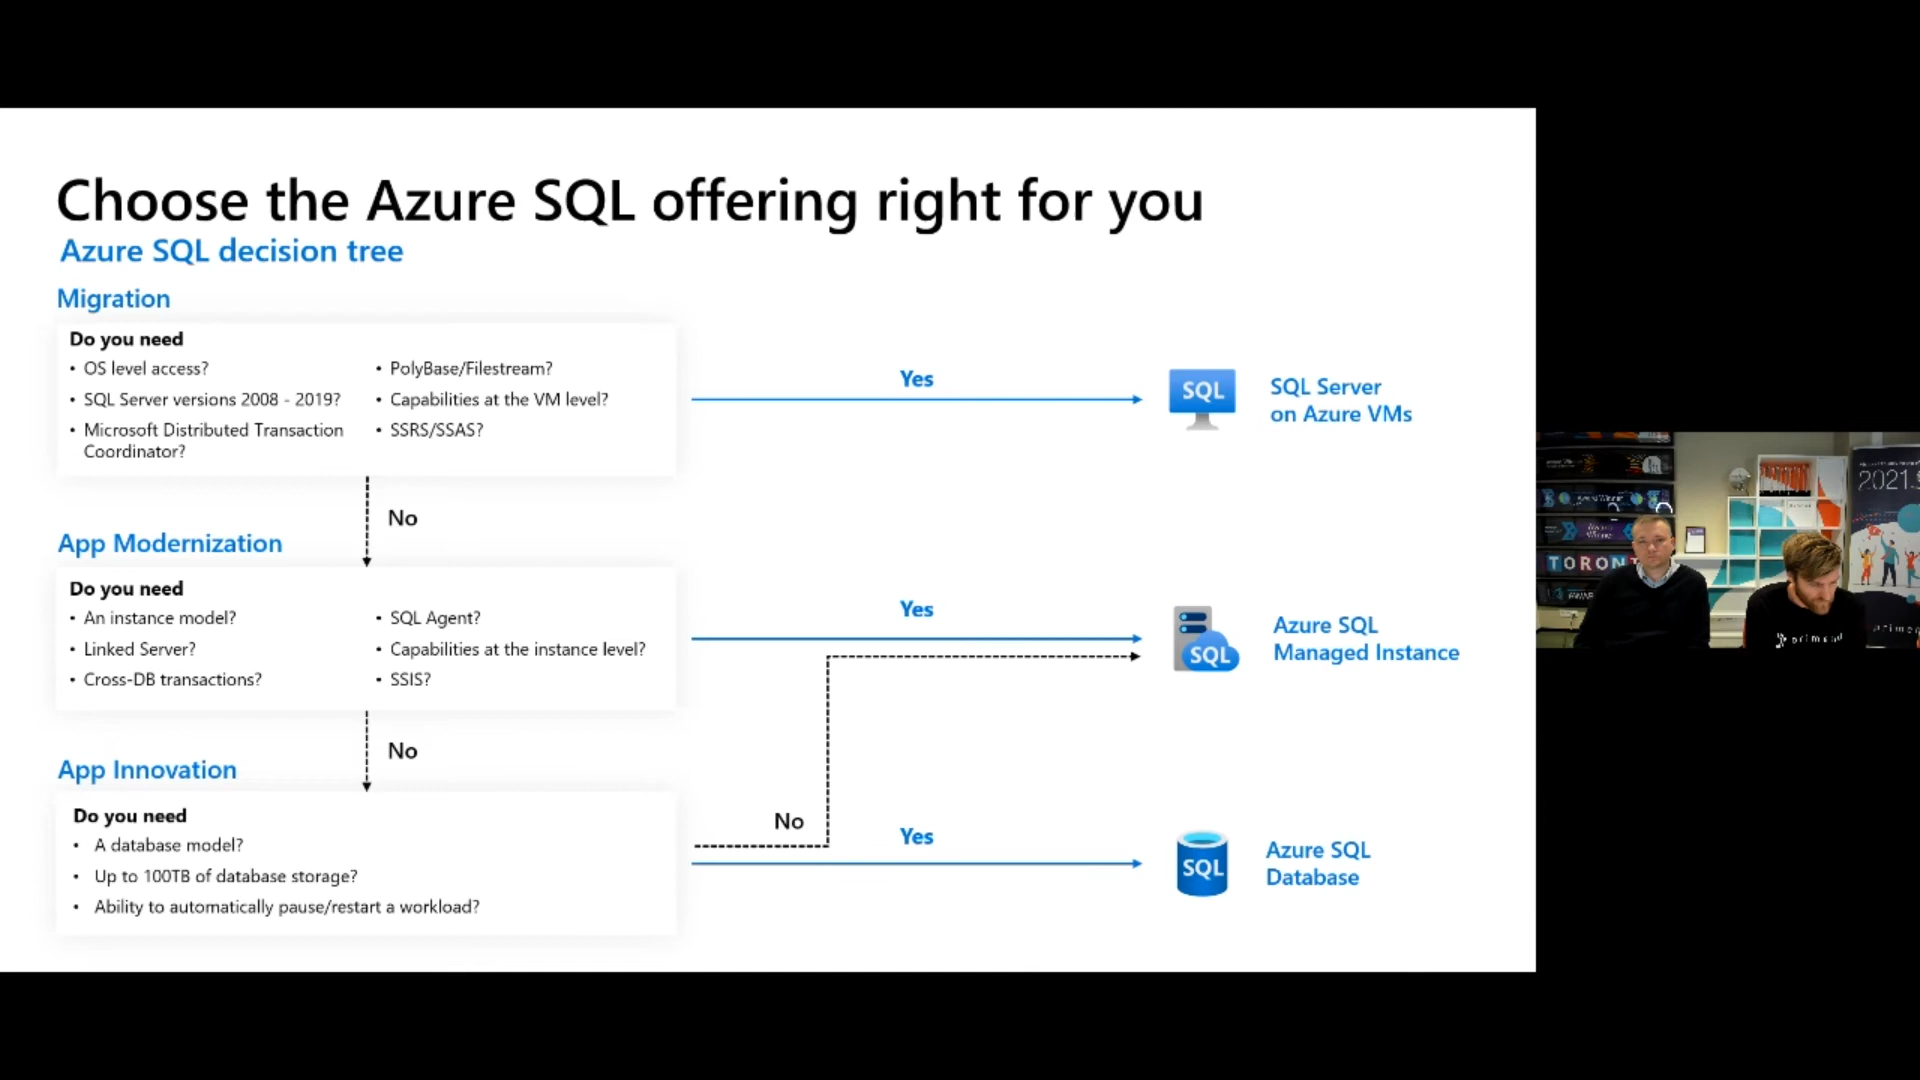 Choose the Azure SQL offering right for you
Azure SQL decision tree
Migration
Do you need
• OS level access?
• SQL Server versions 2008 - 2019?
• Microsoft Distributed Transaction
Coordinator?
• PolyBase/Filestream?
• Capabilities at the VM level?
• SSRS/SSAS?
Yes
SQL
SQL Server
on Azure VMs
No
App Modernization
Do you need
• An instance model?
• Linked Server?
• Cross-DB transactions?
• SQL Agent?
• Capabilities at the instance level?
• SSIS?
Yes
SQL
Azure SQL
Managed Instance
No
App Innovation
Do you need
• A database model?
• Up to 100TB of database storage?
• Ability to automatically pause/restart a workload?
No
Yes
SQL
Azure SQL
Database
2021
Winner
TORON
primend